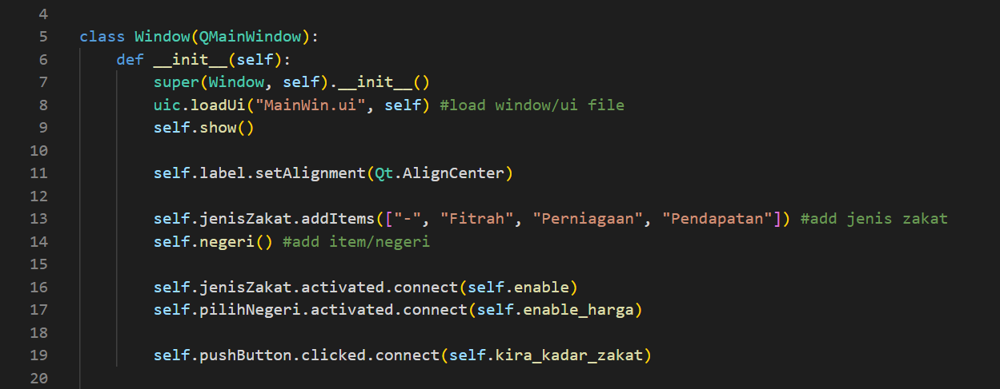 4
5 class Window(QMainWindow):
6 def __init__(self):
7 super(Window, self).__init__()
8 uic.loadUi("MainWin.ui", self) #load window/ui file
9 self.show()
10
11 self.label.setAlignment(Qt.AlignCenter)
12
13 self.jenisZakat.addItems(["-", "Fitrah", "Perniagaan", "Pendapatan"]) #add jenis zakat
14 self.negeri() #add item/negeri
15
16 self.jenisZakat.activated.connect(self.enable)
17 self.pilihNegeri.activated.connect(self.enable_harga)
18
19 self.pushButton.clicked.connect(self.kira_kadar_zakat)
20